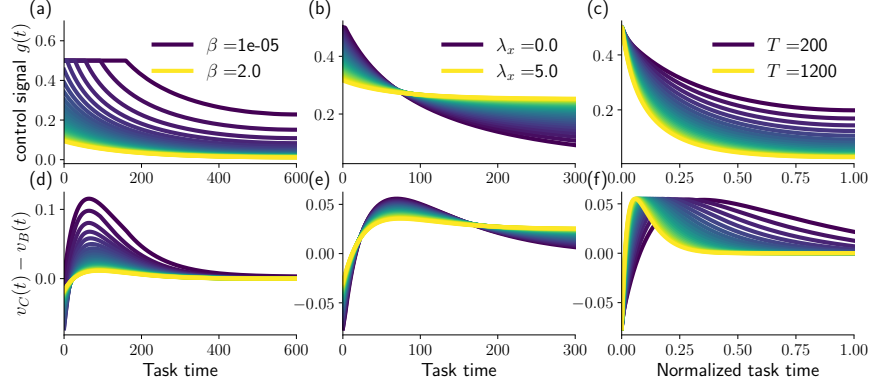 (a)
(b)
(c)
control signal g(t)
0.6
0.4
0.2
0.0
β =1e-05
β =2.0
0
200
400
600
0.4
0.2
λₓ =0.0
λₓ =5.0
0
100
200
300
0.4
0.2
T =200
T =1200
0.00
0.25
0.50
0.75
1.00
(d)
(e)
(f)
v_C(t) − v_B(t)
0.1
0.0
0
200
400
600
Task time
0.05
0.00
−0.05
0
100
200
300
Task time
0.05
0.00
−0.05
0.00
0.25
0.50
0.75
1.00
Normalized task time